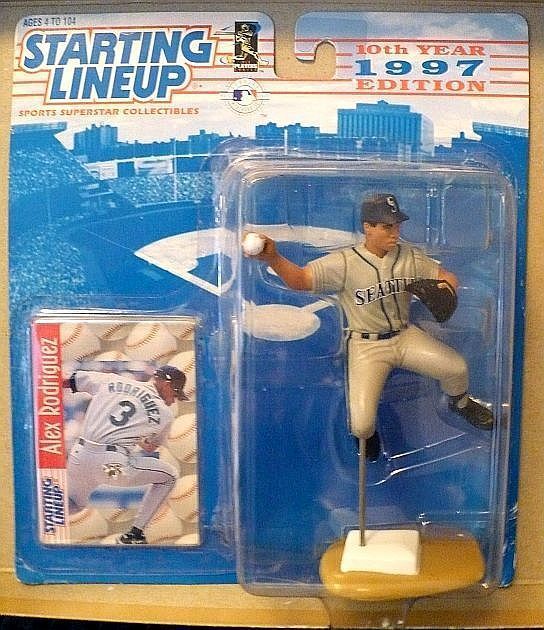 AGES 4 TO 104
STARTING
LINEUP
SPORTS SUPERSTAR COLLECTIBLES
10th YEAR
1997
EDITION
SEATTL
Alex Rodriguez
STARTING
LINEUP
RODRIGUEZ
3
S